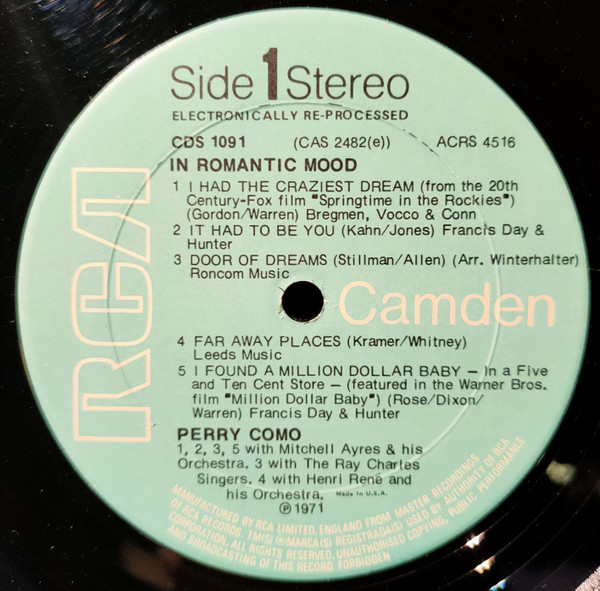 Side 1 Stereo
ELECTRONICALLY RE-PROCESSED
CDS 1091 (CAS 2482(e)) ACRS 4516
IN ROMANTIC MOOD
1 I HAD THE CRAZIEST DREAM (from the 20th
Century-Fox film "Springtime in the Rockies")
(Gordon/Warren) Bregmen, Vocco & Conn
2 IT HAD TO BE YOU (Kahn/Jones) Francis Day &
Hunter
3 DOOR OF DREAMS (Stillman/Allen) (Arr. Winterhalter)
Roncom Music
RCA
Camden
4 FAR AWAY PLACES (Kramer/Whitney)
Leeds Music
5 I FOUND A MILLION DOLLAR BABY – In a Five
and Ten Cent Store – (featured in the Warner Bros.
film "Million Dollar Baby") (Rose/Dixon/
Warren) Francis Day & Hunter
PERRY COMO
1, 2, 3, 5 with Mitchell Ayres & his
Orchestra. 3 with The Ray Charles
Singers. 4 with Henri René and
his Orchestra. Made in U.S.A.
℗ 1971
MANUFACTURED BY RCA LIMITED, ENGLAND FROM MASTER RECORDINGS
OF RCA RECORDS. TM(S) ® MARCA(S) REGISTRADA(S) USED BY AUTHORITY OF RCA
CORPORATION. ALL RIGHTS RESERVED. UNAUTHORISED COPYING, PUBLIC PERFORMANCE
AND BROADCASTING OF THIS RECORD FORBIDDEN